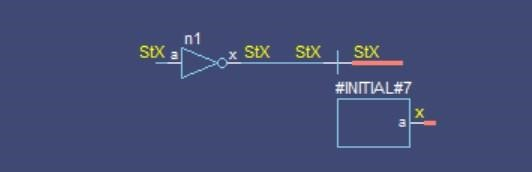 n1
StX a x StX StX StX
#INITIAL#7
a x